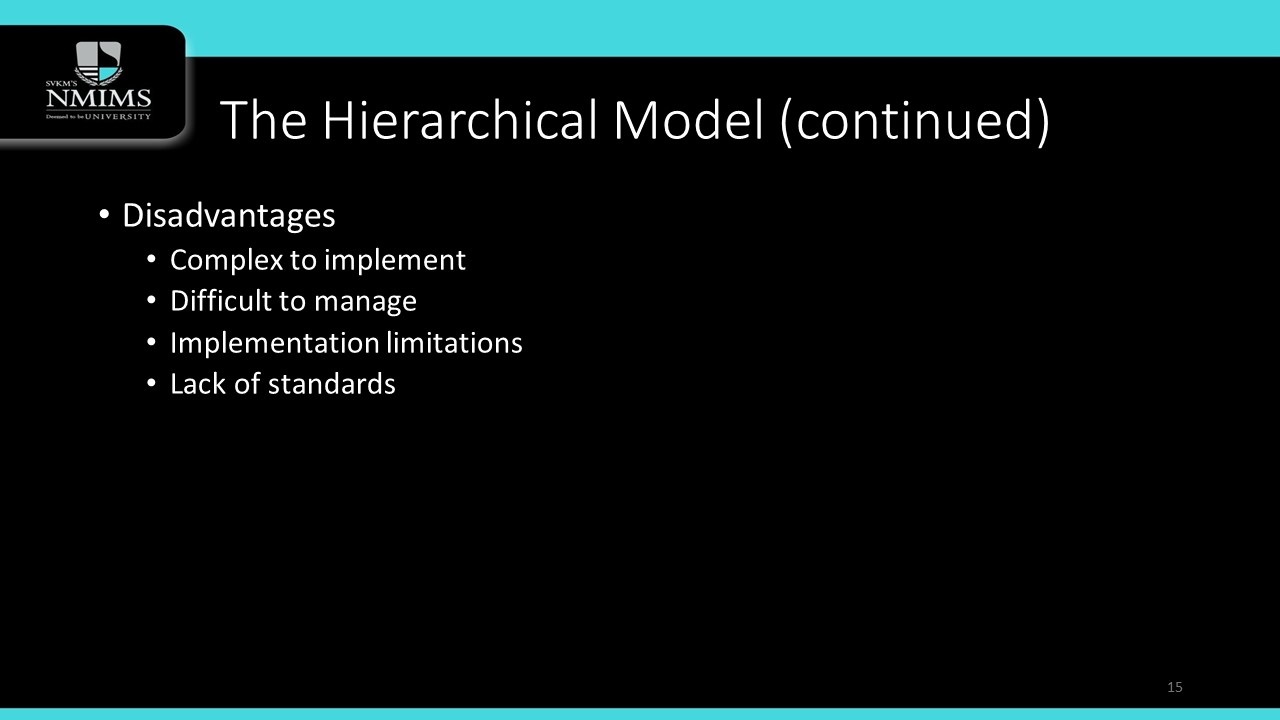 SVKM'S
NMIMS
Deemed to be UNIVERSITY
The Hierarchical Model (continued)
• Disadvantages
• Complex to implement
• Difficult to manage
• Implementation limitations
• Lack of standards
15